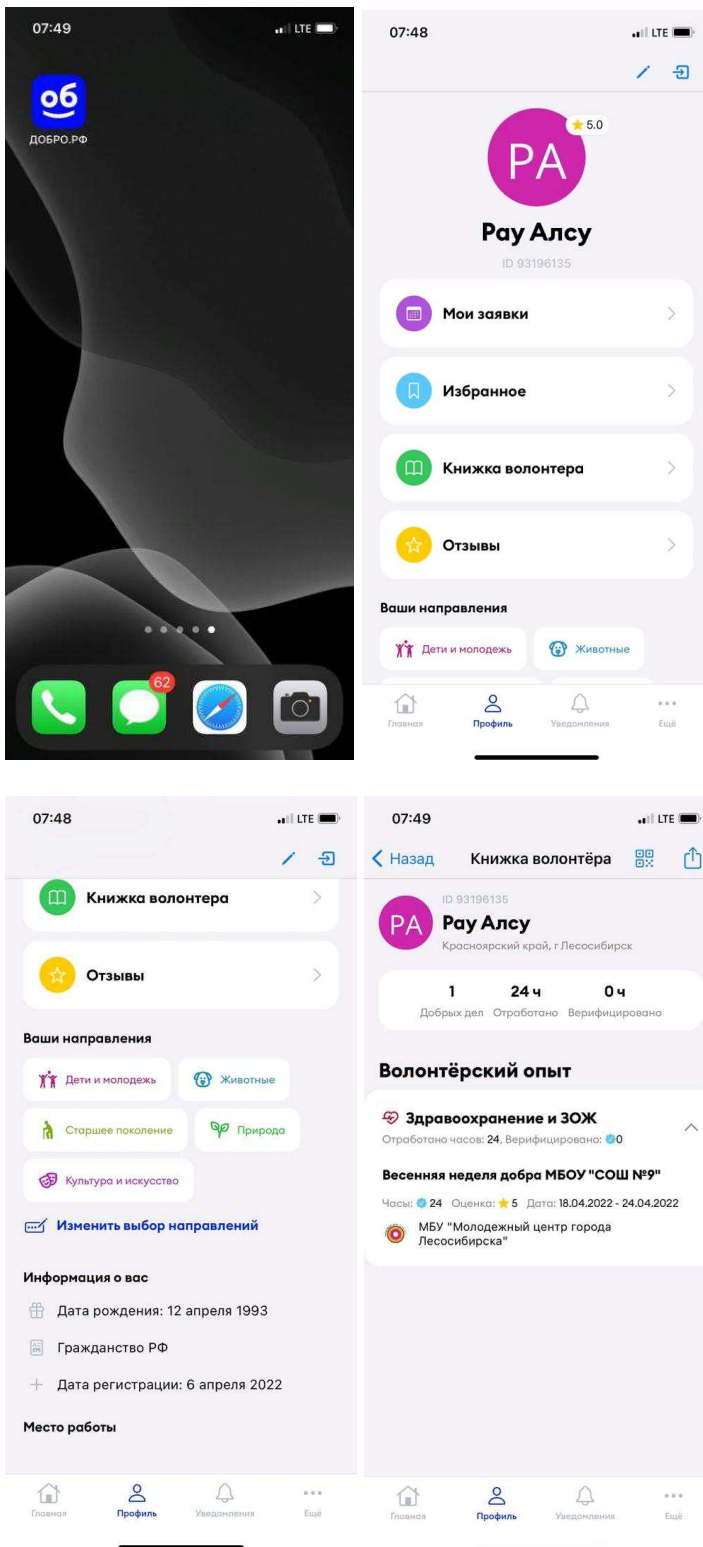 07:49
LTE
об
ДОБРО.РФ
62
07:48
LTE
5.0
РА
Рау Алсу
ID 93196135
Мои заявки
Избранное
Книжка волонтера
Отзывы
Ваши направления
Дети и молодежь
Животные
Главная
Профиль
Уведомления
Ещё
07:48
LTE
Книжка волонтера
Отзывы
Ваши направления
Дети и молодежь
Животные
Старшее поколение
Природа
Культура и искусство
Изменить выбор направлений
Информация о вас
Дата рождения: 12 апреля 1993
Гражданство РФ
Дата регистрации: 6 апреля 2022
Место работы
Главная
Профиль
Уведомления
Ещё
07:49
LTE
Назад
Книжка волонтёра
ID 93196135
РА
Рау Алсу
Красноярский край, г Лесосибирск
1 24 ч 0 ч
Добрых дел Отработано Верифицировано
Волонтёрский опыт
Здравоохранение и ЗОЖ
Отработано часов: 24, Верифицировано: 0
Весенняя неделя добра МБОУ "СОШ №9"
Часы: 24 Оценка: 5 Дата: 18.04.2022 - 24.04.2022
МБУ "Молодежный центр города
Лесосибирска"
Главная
Профиль
Уведомления
Ещё